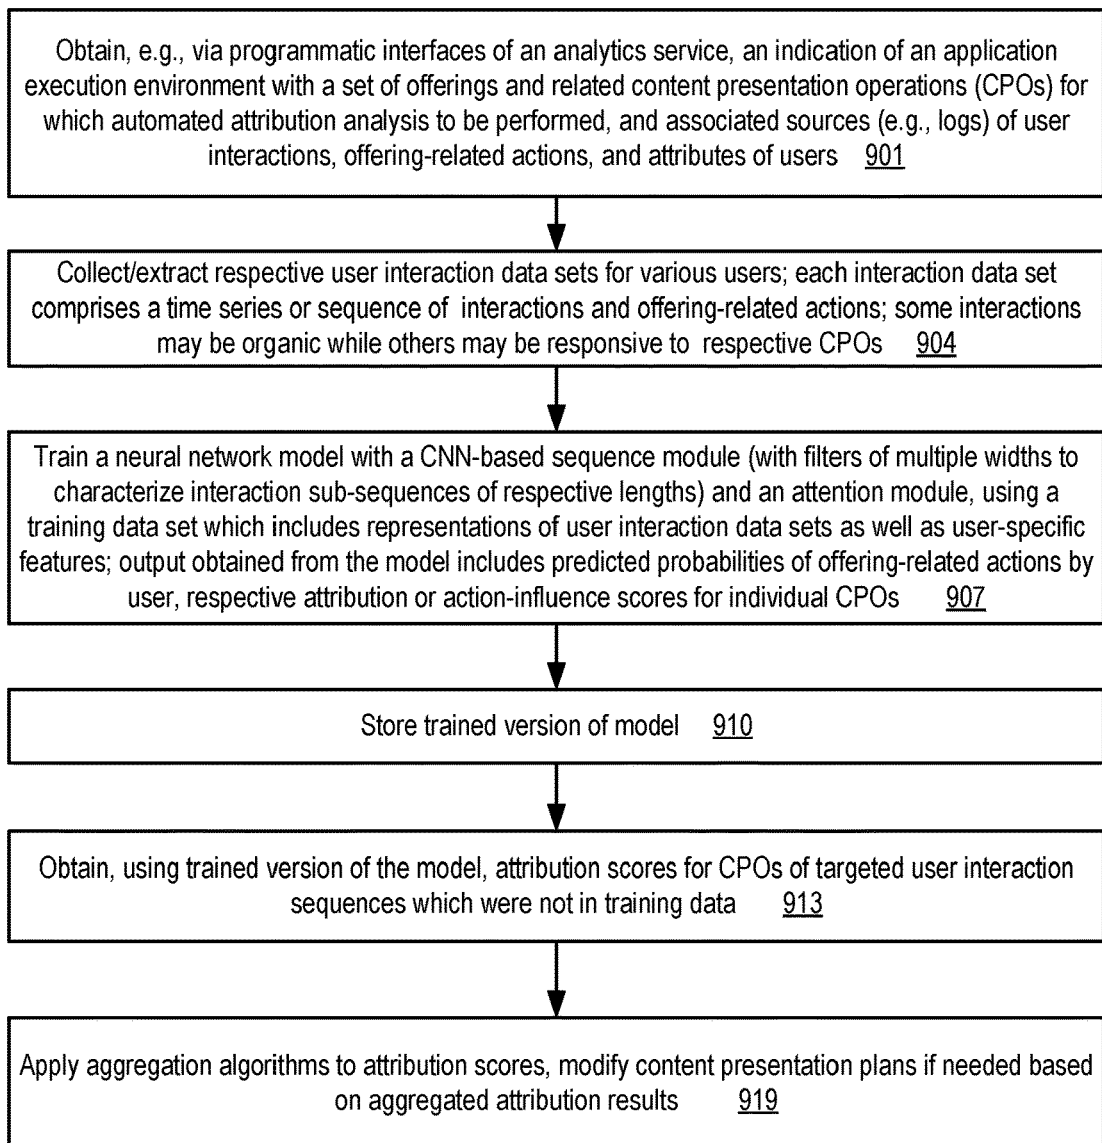 Obtain, e.g., via programmatic interfaces of an analytics service, an indication of an application
execution environment with a set of offerings and related content presentation operations (CPOs) for
which automated attribution analysis to be performed, and associated sources (e.g., logs) of user
interactions, offering-related actions, and attributes of users 901
Collect/extract respective user interaction data sets for various users; each interaction data set
comprises a time series or sequence of interactions and offering-related actions; some interactions
may be organic while others may be responsive to respective CPOs 904
Train a neural network model with a CNN-based sequence module (with filters of multiple widths to
characterize interaction sub-sequences of respective lengths) and an attention module, using a
training data set which includes representations of user interaction data sets as well as user-specific
features; output obtained from the model includes predicted probabilities of offering-related actions by
user, respective attribution or action-influence scores for individual CPOs 907
Store trained version of model 910
Obtain, using trained version of the model, attribution scores for CPOs of targeted user interaction
sequences which were not in training data 913
Apply aggregation algorithms to attribution scores, modify content presentation plans if needed based
on aggregated attribution results 919